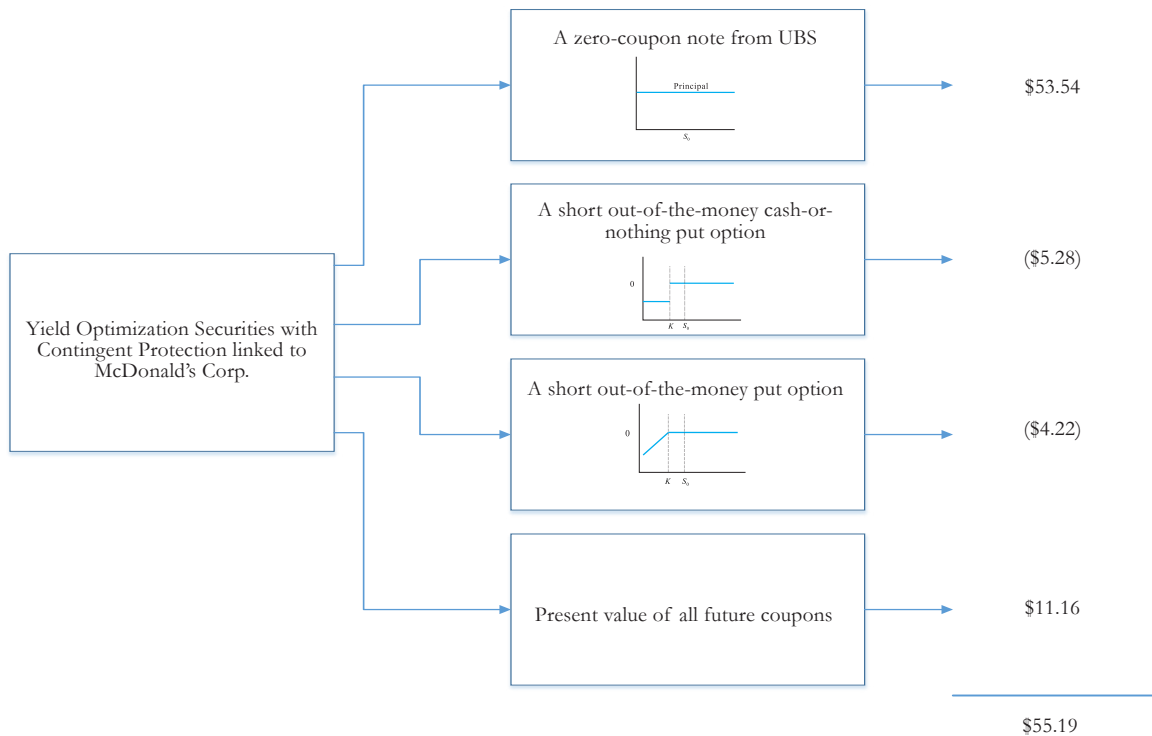 A zero-coupon note from UBS
Principal
S₀
$53.54
A short out-of-the-money cash-or-
nothing put option
0
K S₀
($5.28)
Yield Optimization Securities with
Contingent Protection linked to
McDonald's Corp.
A short out-of-the-money put option
0
K S₀
($4.22)
Present value of all future coupons
$11.16
$55.19